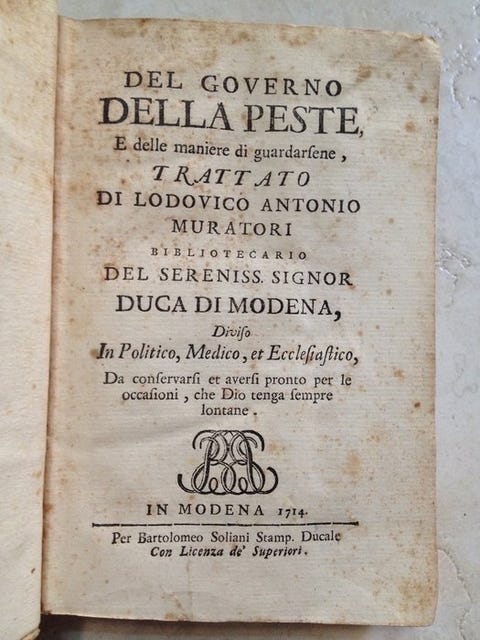 DEL GOVERNO
DELLA PESTE,
E delle maniere di guardarſene,
TRATTATO
DI LODOVICO ANTONIO
MURATORI
BIBLIOTECARIO
DEL SERENISS. SIGNOR
DUCA DI MODENA,
Diviſo
In Politico, Medico, et Eccleſiaſtico,
Da conſervarſi et averſi pronto per le
occaſioni, che Dio tenga ſempre
lontane.
IN MODENA 1714.
Per Bartolomeo Soliani Stamp. Ducale
Con Licenza de' Superiori.